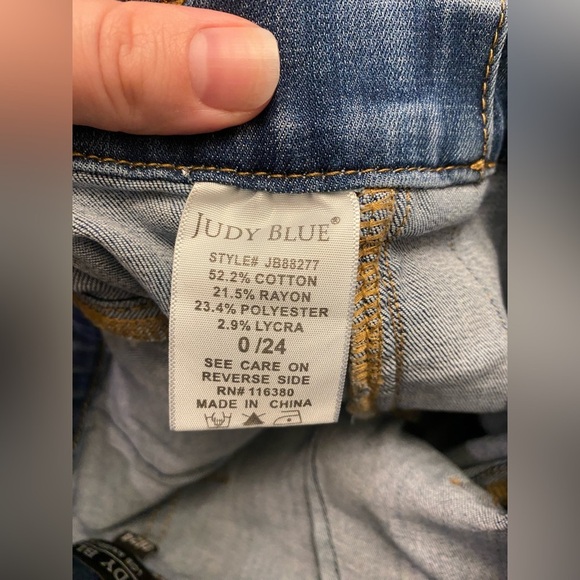 JUDY BLUE®
STYLE# JB88277
52.2% COTTON
21.5% RAYON
23.4% POLYESTER
2.9% LYCRA
0 /24
SEE CARE ON
REVERSE SIDE
RN# 116380
MADE IN CHINA